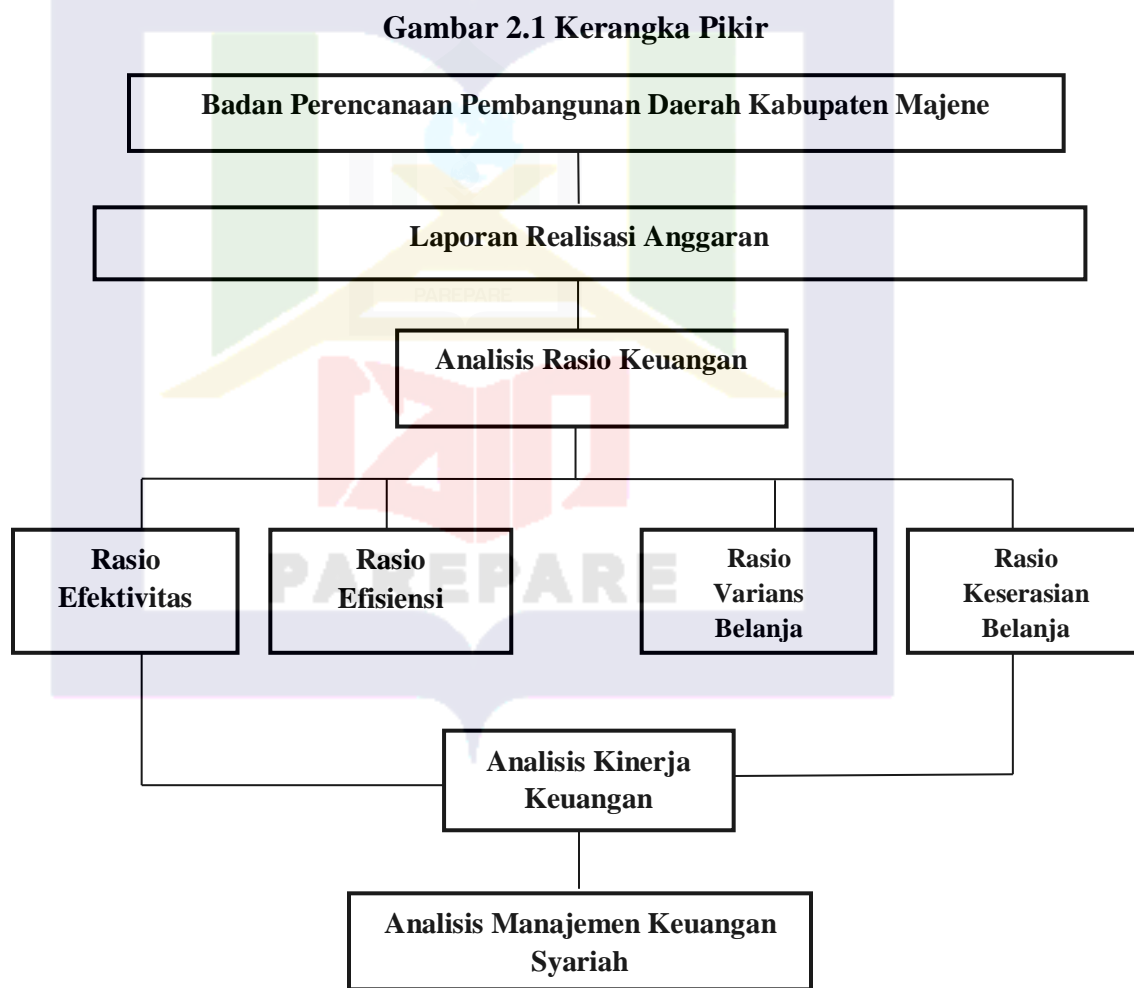 Gambar 2.1 Kerangka Pikir
Badan Perencanaan Pembangunan Daerah Kabupaten Majene
Laporan Realisasi Anggaran
PAREPARE
Analisis Rasio Keuangan
Rasio
Efektivitas
Rasio
Efisiensi
Rasio
Varians
Belanja
Rasio
Keserasian
Belanja
PAREPARE
Analisis Kinerja
Keuangan
Analisis Manajemen Keuangan
Syariah